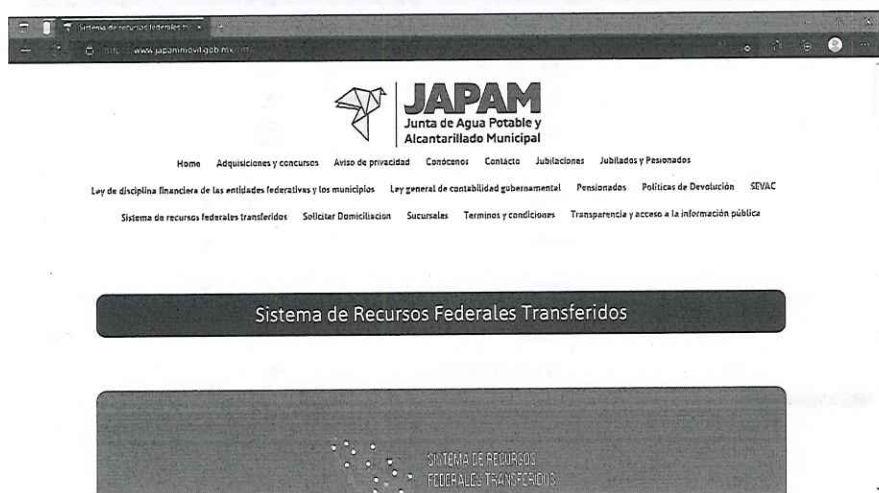 Sistema de recursos federales tr
www.japammovil.gob.mx
JAPAM
Junta de Agua Potable y
Alcantarillado Municipal
Home Adquisiciones y concursos Aviso de privacidad Conócenos Contácto Jubilaciones Jubilados y Pesionados
Ley de disciplina financiera de las entidades federativas y los municipios Ley general de contabilidad gubernamental Pensionados Políticas de Devolución SEVAC
Sistema de recursos federales transferidos Solicitar Domiciliacion Sucursales Terminos y condiciones Transparencia y acceso a la información pública
Sistema de Recursos Federales Transferidos
SISTEMA DE RECURSOS
FEDERALES TRANSFERIDOS